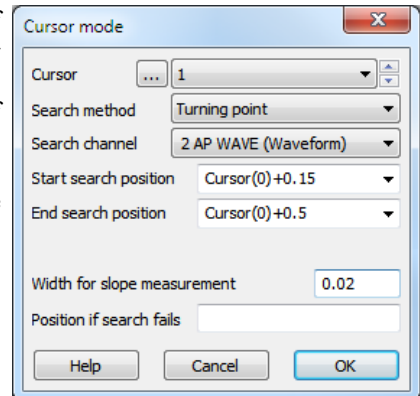 Cursor mode
Cursor ... 1
Search method Turning point
Search channel 2 AP WAVE (Waveform)
Start search position Cursor(0)+0.15
End search position Cursor(0)+0.5
Width for slope measurement 0.02
Position if search fails
Help Cancel OK